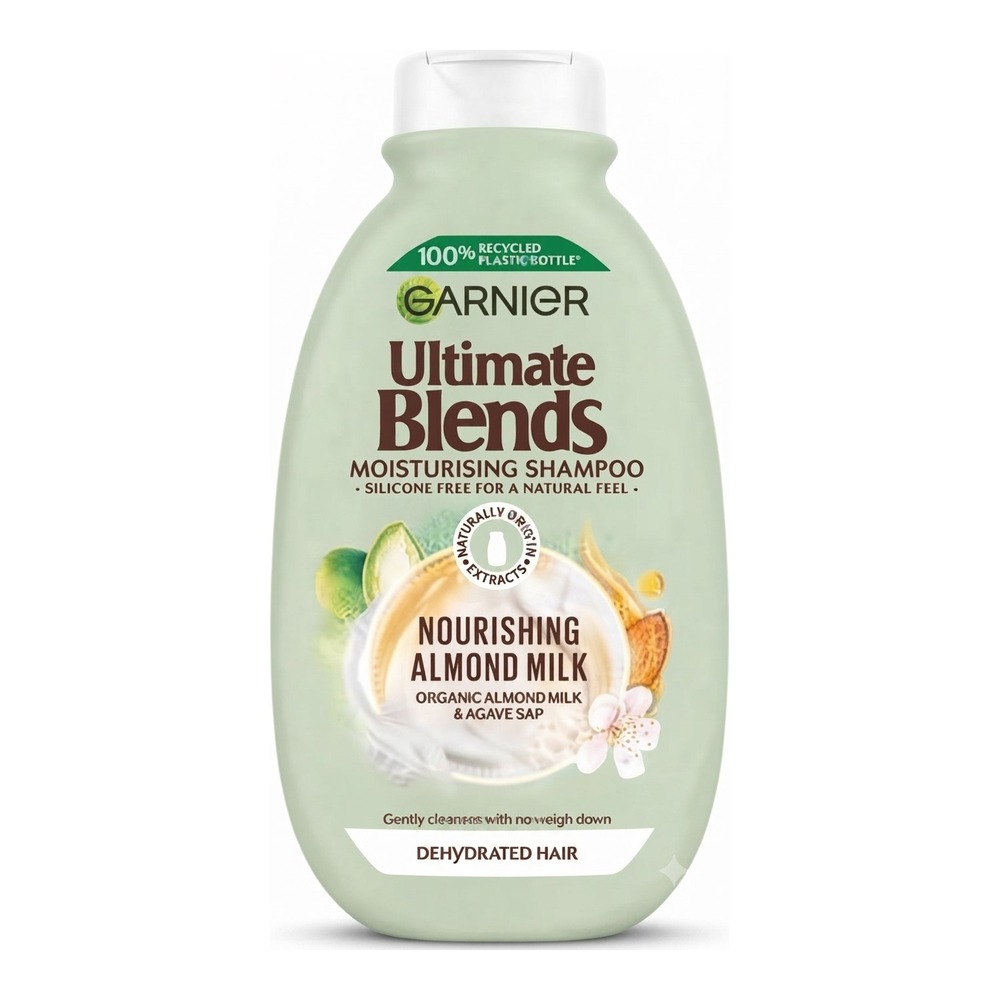 100% RECYCLED
PLASTIC BOTTLE*
GARNIER
Ultimate
Blends
MOISTURISING SHAMPOO
· SILICONE FREE FOR A NATURAL FEEL ·
• NATURALLY ORIGIN •
EXTRACTS
NOURISHING
ALMOND MILK
ORGANIC ALMOND MILK
& AGAVE SAP
Gently with no weigh down
DEHYDRATED HAIR